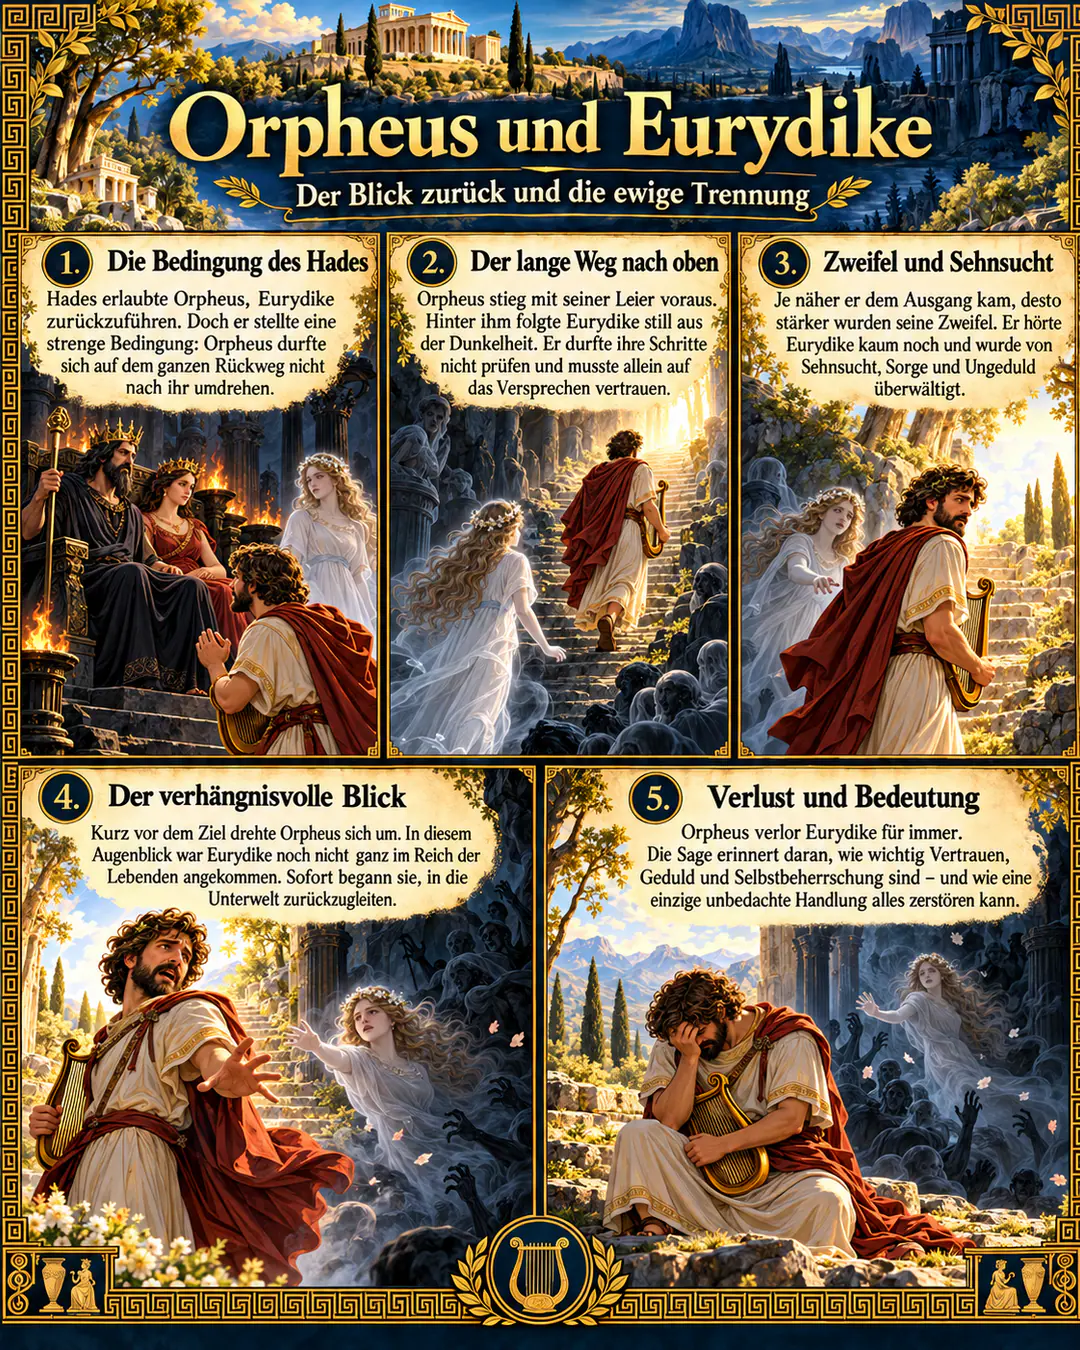 Orpheus und Eurydike
Der Blick zurück und die ewige Trennung
1. Die Bedingung des Hades
Hades erlaubte Orpheus, Eurydike
zurückzuführen. Doch er stellte eine
strenge Bedingung: Orpheus durfte
sich auf dem ganzen Rückweg nicht
nach ihr umdrehen.
2. Der lange Weg nach oben
Orpheus stieg mit seiner Leier voraus.
Hinter ihm folgte Eurydike still aus
der Dunkelheit. Er durfte ihre Schritte
nicht prüfen und musste allein auf
das Versprechen vertrauen.
3. Zweifel und Sehnsucht
Je näher er dem Ausgang kam, desto
stärker wurden seine Zweifel. Er hörte
Eurydike kaum noch und wurde von
Sehnsucht, Sorge und Ungeduld
überwältigt.
4. Der verhängnisvolle Blick
Kurz vor dem Ziel drehte Orpheus sich um. In diesem
Augenblick war Eurydike noch nicht ganz im Reich der
Lebenden angekommen. Sofort begann sie, in die
Unterwelt zurückzugleiten.
5. Verlust und Bedeutung
Orpheus verlor Eurydike für immer.
Die Sage erinnert daran, wie wichtig Vertrauen,
Geduld und Selbstbeherrschung sind – und wie eine
einzige unbedachte Handlung alles zerstören kann.